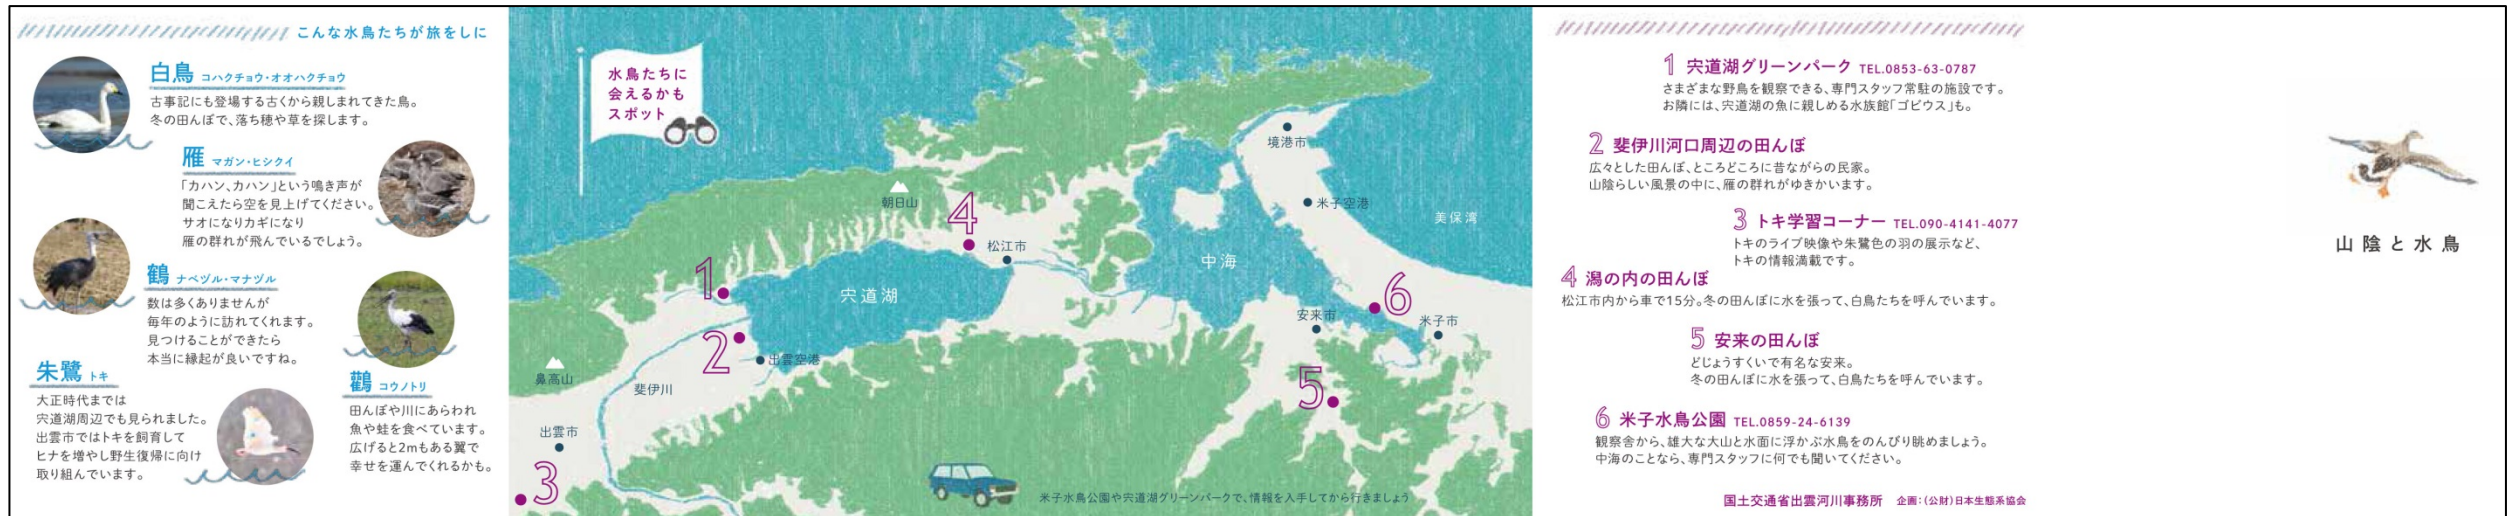 こんな水鳥たちが旅をしに
白鳥 コハクチョウ・オオハクチョウ
古事記にも登場する古くから親しまれてきた鳥。
冬の田んぼで、落ち穂や草を探します。
雁 マガン・ヒシクイ
「カハン、カハン」という鳴き声が
聞こえたら空を見上げてください。
サオになりカギになり
雁の群れが飛んでいるでしょう。
鶴 ナベヅル・マナヅル
数は多くありませんが
毎年のように訪れてくれます。
見つけることができたら
本当に縁起が良いですね。
朱鷺 トキ
大正時代までは
宍道湖周辺でも見られました。
出雲市ではトキを飼育して
ヒナを増やし野生復帰に向け
取り組んでいます。
鸛 コウノトリ
田んぼや川にあらわれ
魚や蛙を食べています。
広げると2mもある翼で
幸せを運んでくれるかも。
水鳥たちに
会えるかも
スポット
境港市
米子空港
美保湾
朝日山
4
松江市
中海
1
宍道湖
6
安来市
米子市
2
出雲空港
鼻高山
斐伊川
5
出雲市
3
米子水鳥公園や宍道湖グリーンパークで、情報を入手してから行きましょう
1 宍道湖グリーンパーク TEL.0853-63-0787
さまざまな野鳥を観察できる、専門スタッフ常駐の施設です。
お隣には、宍道湖の魚に親しめる水族館「ゴビウス」も。
2 斐伊川河口周辺の田んぼ
広々とした田んぼ、ところどころに昔ながらの民家。
山陰らしい風景の中に、雁の群れがゆきかいます。
3 トキ学習コーナー TEL.090-4141-4077
トキのライブ映像や朱鷺色の羽の展示など、
トキの情報満載です。
4 潟の内の田んぼ
松江市内から車で15分。冬の田んぼに水を張って、白鳥たちを呼んでいます。
5 安来の田んぼ
どじょうすくいで有名な安来。
冬の田んぼに水を張って、白鳥たちを呼んでいます。
6 米子水鳥公園 TEL.0859-24-6139
観察舎から、雄大な大山と水面に浮かぶ水鳥をのんびり眺めましょう。
中海のことなら、専門スタッフに何でも聞いてください。
国土交通省出雲河川事務所 企画：(公財)日本生態系協会
山陰と水鳥